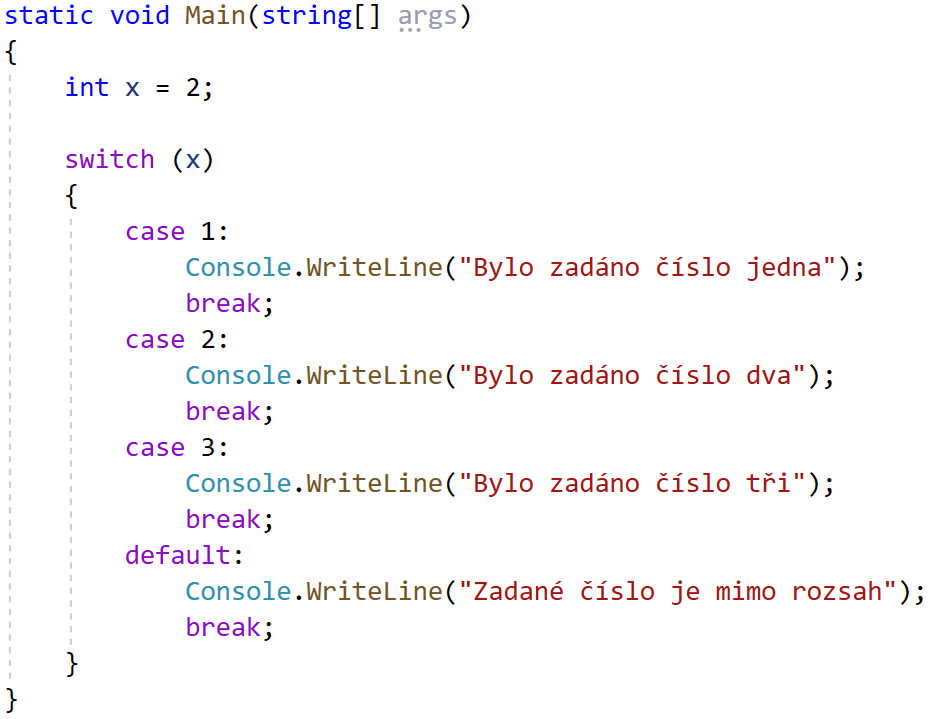 static void Main(string[] args)
{
    int x = 2;

    switch (x)
    {
        case 1:
            Console.WriteLine("Bylo zadáno číslo jedna");
            break;
        case 2:
            Console.WriteLine("Bylo zadáno číslo dva");
            break;
        case 3:
            Console.WriteLine("Bylo zadáno číslo tři");
            break;
        default:
            Console.WriteLine("Zadané číslo je mimo rozsah");
            break;
    }
}